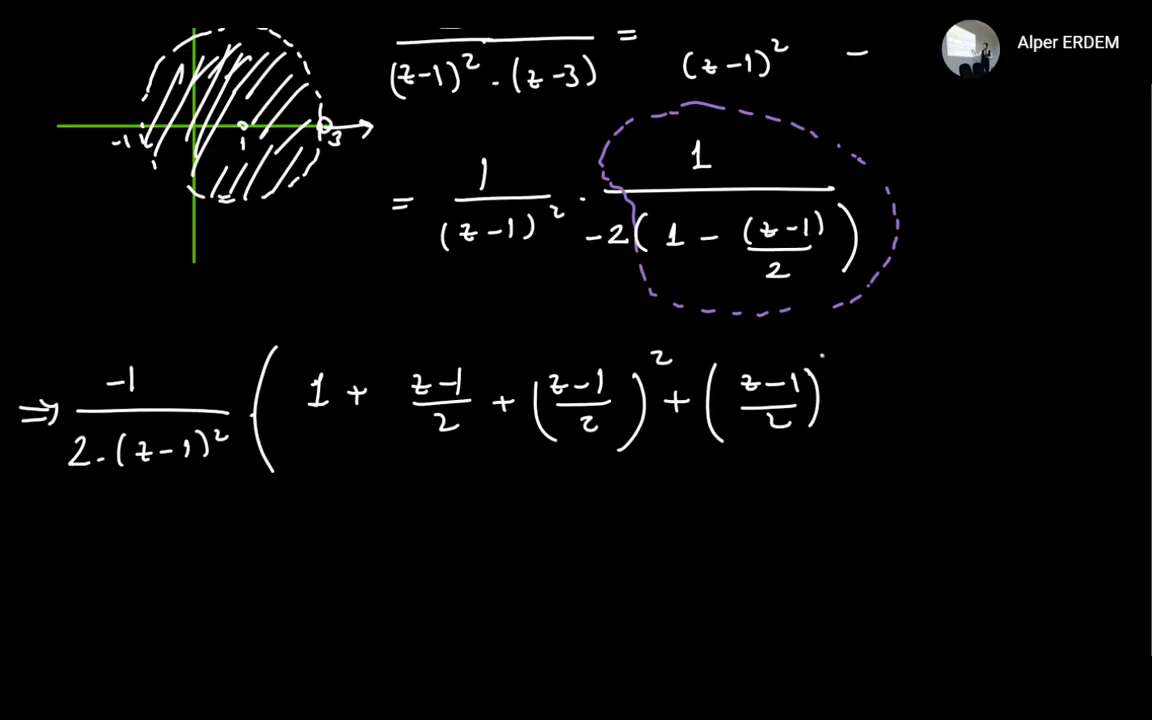 Alper ERDEM
(z-1)² . (z-3) = (z-1)² -
-1 1 3
= 1/(z-1)² . 1/(-2(1 - (z-1)/2))
⇒ -1/(2.(z-1)²) . ( 1 + (z-1)/2 + ((z-1)/2)² + ((z-1)/2)